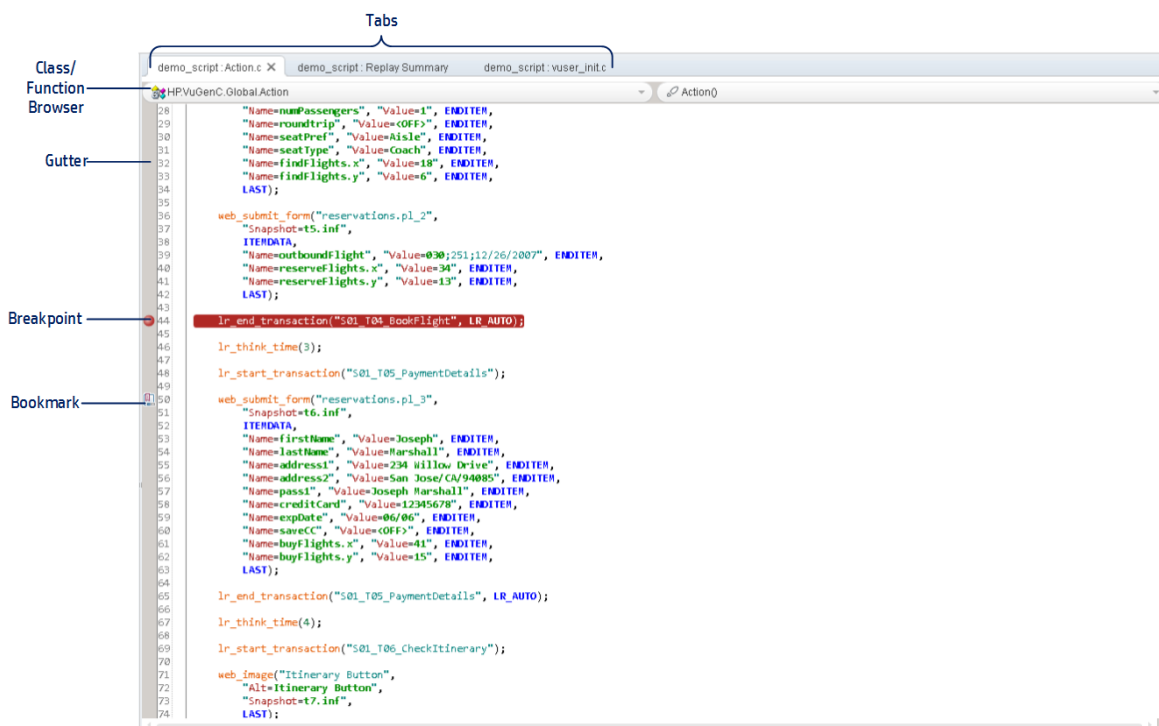 Tabs
demo_script : Action.c ✕ demo_script : Replay Summary demo_script : vuser_init.c
Class/
Function
Browser
HP.VuGenC.Global.Action Action()
28 "Name=numPassengers", "Value=1", ENDITEM,
29 "Name=roundtrip", "Value=<OFF>", ENDITEM,
30 "Name=seatPref", "Value=Aisle", ENDITEM,
31 "Name=seatType", "Value=Coach", ENDITEM,
Gutter
32 "Name=findFlights.x", "Value=18", ENDITEM,
33 "Name=findFlights.y", "Value=6", ENDITEM,
34 LAST);
35
36 web_submit_form("reservations.pl_2",
37 "Snapshot=t5.inf",
38 ITEMDATA,
39 "Name=outboundFlight", "Value=030;251;12/26/2007", ENDITEM,
40 "Name=reserveFlights.x", "Value=34", ENDITEM,
41 "Name=reserveFlights.y", "Value=13", ENDITEM,
42 LAST);
43
Breakpoint
44 lr_end_transaction("S01_T04_BookFlight", LR_AUTO);
45
46 lr_think_time(3);
47
48 lr_start_transaction("S01_T05_PaymentDetails");
49
Bookmark
50 web_submit_form("reservations.pl_3",
51 "Snapshot=t6.inf",
52 ITEMDATA,
53 "Name=firstName", "Value=Joseph", ENDITEM,
54 "Name=lastName", "Value=Marshall", ENDITEM,
55 "Name=address1", "Value=234 Willow Drive", ENDITEM,
56 "Name=address2", "Value=San Jose/CA/94085", ENDITEM,
57 "Name=pass1", "Value=Joseph Marshall", ENDITEM,
58 "Name=creditCard", "Value=12345678", ENDITEM,
59 "Name=expDate", "Value=06/06", ENDITEM,
60 "Name=saveCC", "Value=<OFF>", ENDITEM,
61 "Name=buyFlights.x", "Value=41", ENDITEM,
62 "Name=buyFlights.y", "Value=15", ENDITEM,
63 LAST);
64
65 lr_end_transaction("S01_T05_PaymentDetails", LR_AUTO);
66
67 lr_think_time(4);
68
69 lr_start_transaction("S01_T06_CheckItinerary");
70
71 web_image("Itinerary Button",
72 "Alt=Itinerary Button",
73 "Snapshot=t7.inf",
74 LAST);